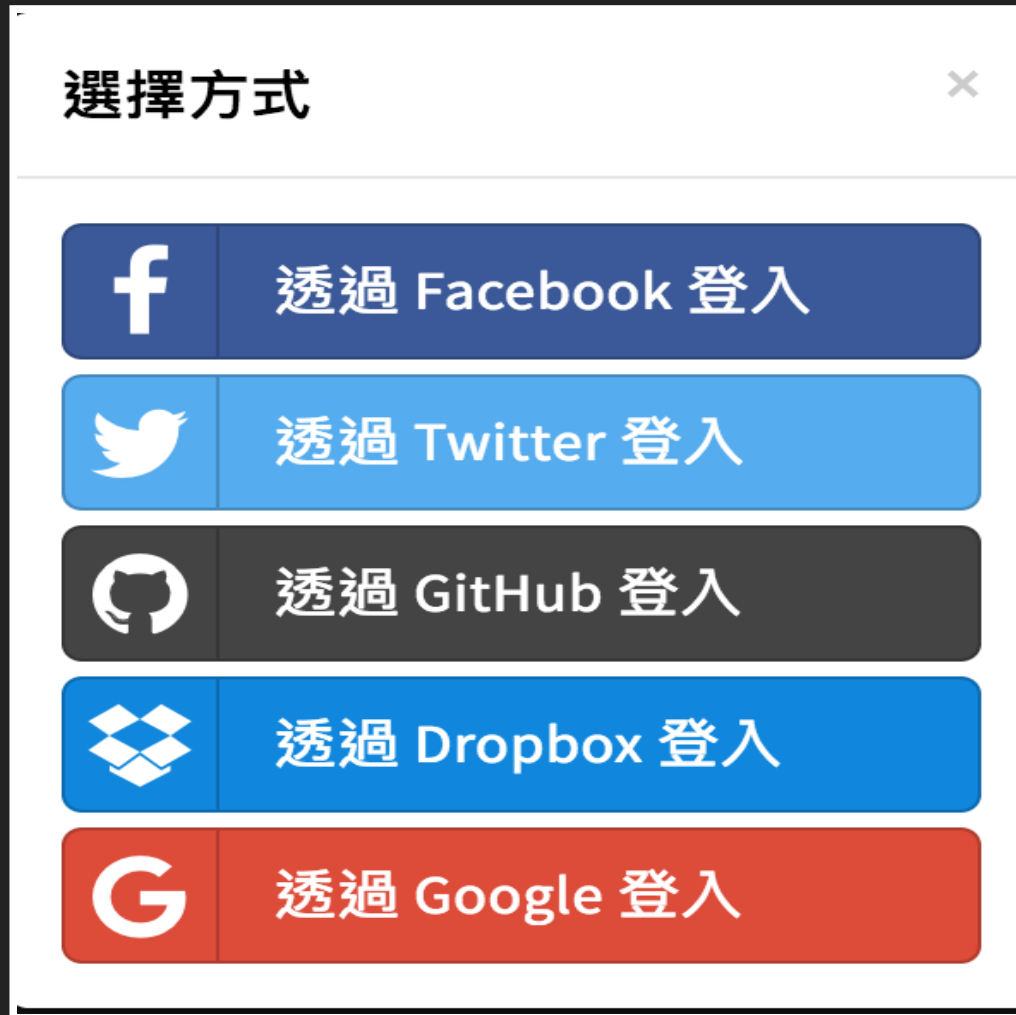 選擇方式
透過 Facebook 登入
透過 Twitter 登入
透過 GitHub 登入
透過 Dropbox 登入
透過 Google 登入